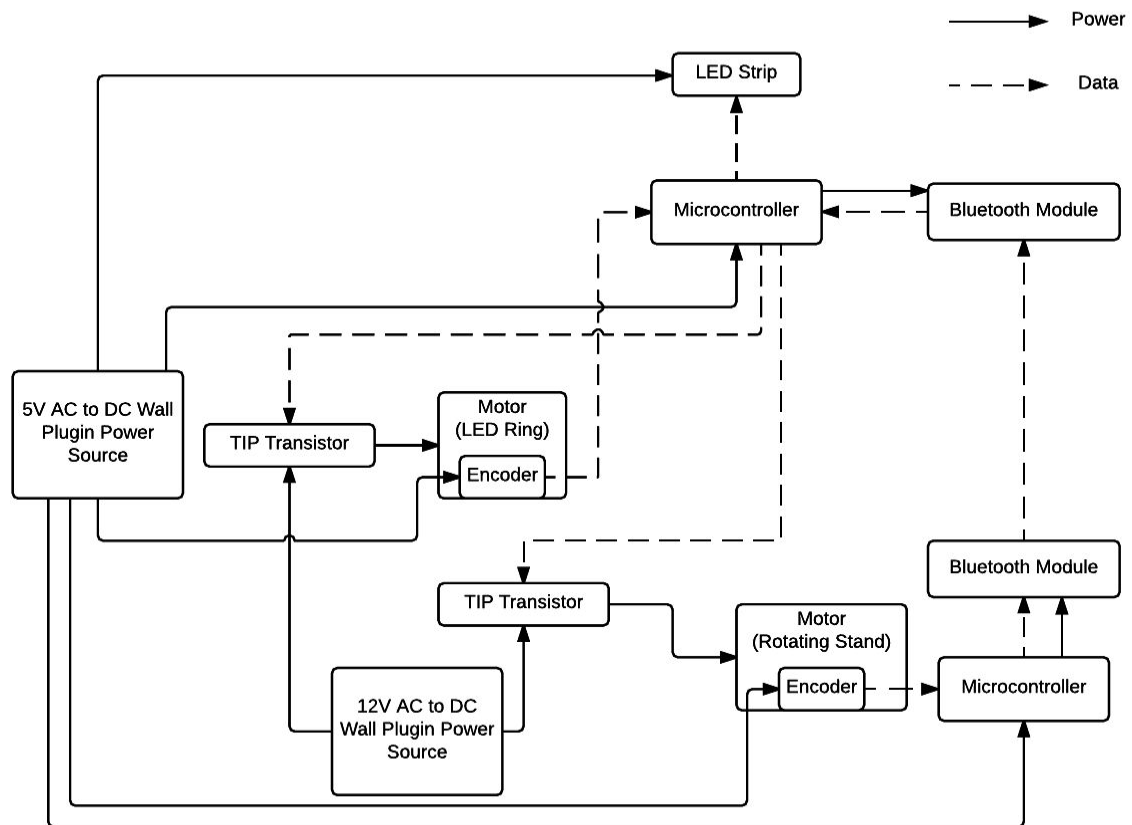 Power
LED Strip
Data
Microcontroller
Bluetooth Module
5V AC to DC Wall
Plugin Power
Source
Motor
(LED Ring)
TIP Transistor
Encoder
Bluetooth Module
TIP Transistor
Motor
(Rotating Stand)
Encoder
Microcontroller
12V AC to DC
Wall Plugin Power
Source